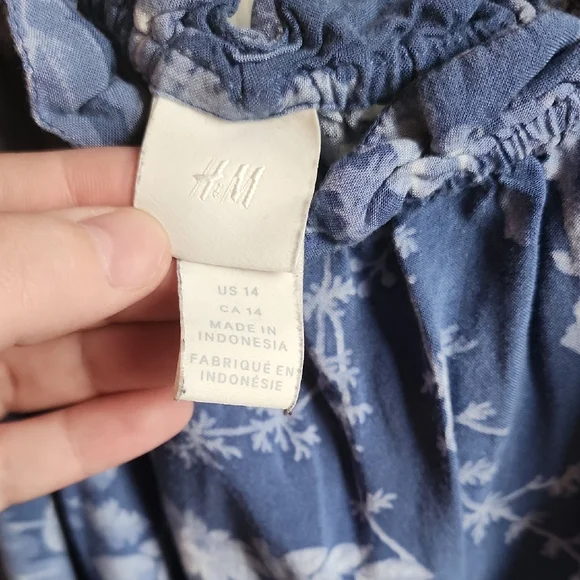 H&M
US 14
CA 14
MADE IN
INDONESIA
FABRIQUÉ EN
INDONÉSIE